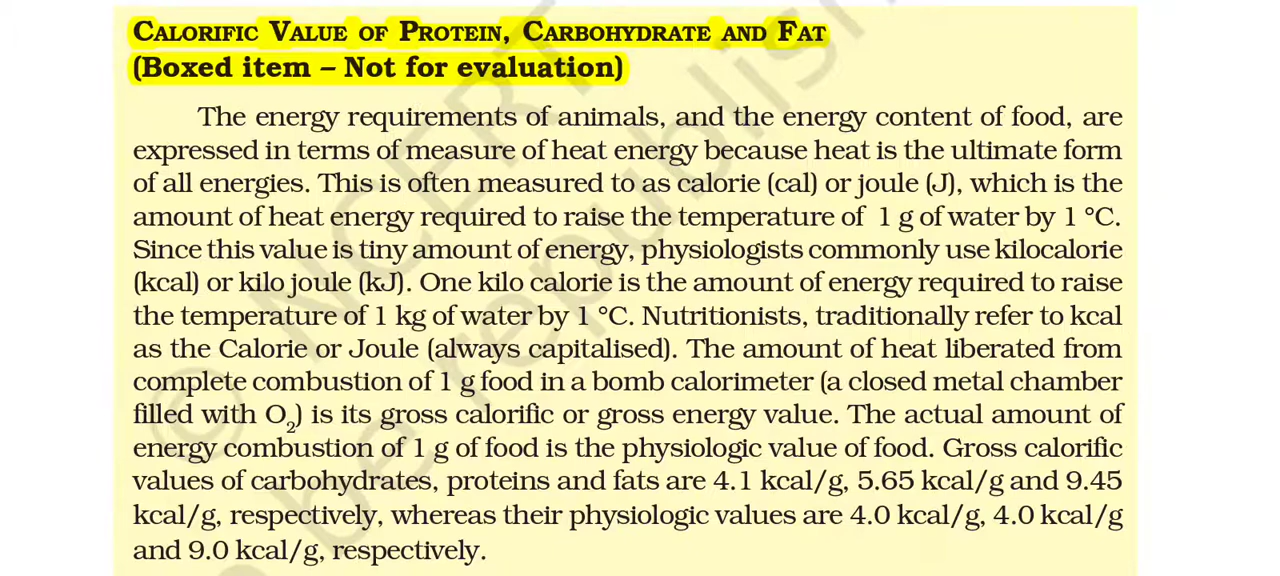 CALORIFIC VALUE OF PROTEIN, CARBOHYDRATE AND FAT
(Boxed item – Not for evaluation)
The energy requirements of animals, and the energy content of food, are
expressed in terms of measure of heat energy because heat is the ultimate form
of all energies. This is often measured to as calorie (cal) or joule (J), which is the
amount of heat energy required to raise the temperature of 1 g of water by 1 °C.
Since this value is tiny amount of energy, physiologists commonly use kilocalorie
(kcal) or kilo joule (kJ). One kilo calorie is the amount of energy required to raise
the temperature of 1 kg of water by 1 °C. Nutritionists, traditionally refer to kcal
as the Calorie or Joule (always capitalised). The amount of heat liberated from
complete combustion of 1 g food in a bomb calorimeter (a closed metal chamber
filled with O₂) is its gross calorific or gross energy value. The actual amount of
energy combustion of 1 g of food is the physiologic value of food. Gross calorific
values of carbohydrates, proteins and fats are 4.1 kcal/g, 5.65 kcal/g and 9.45
kcal/g, respectively, whereas their physiologic values are 4.0 kcal/g, 4.0 kcal/g
and 9.0 kcal/g, respectively.
© NCERT
be republish